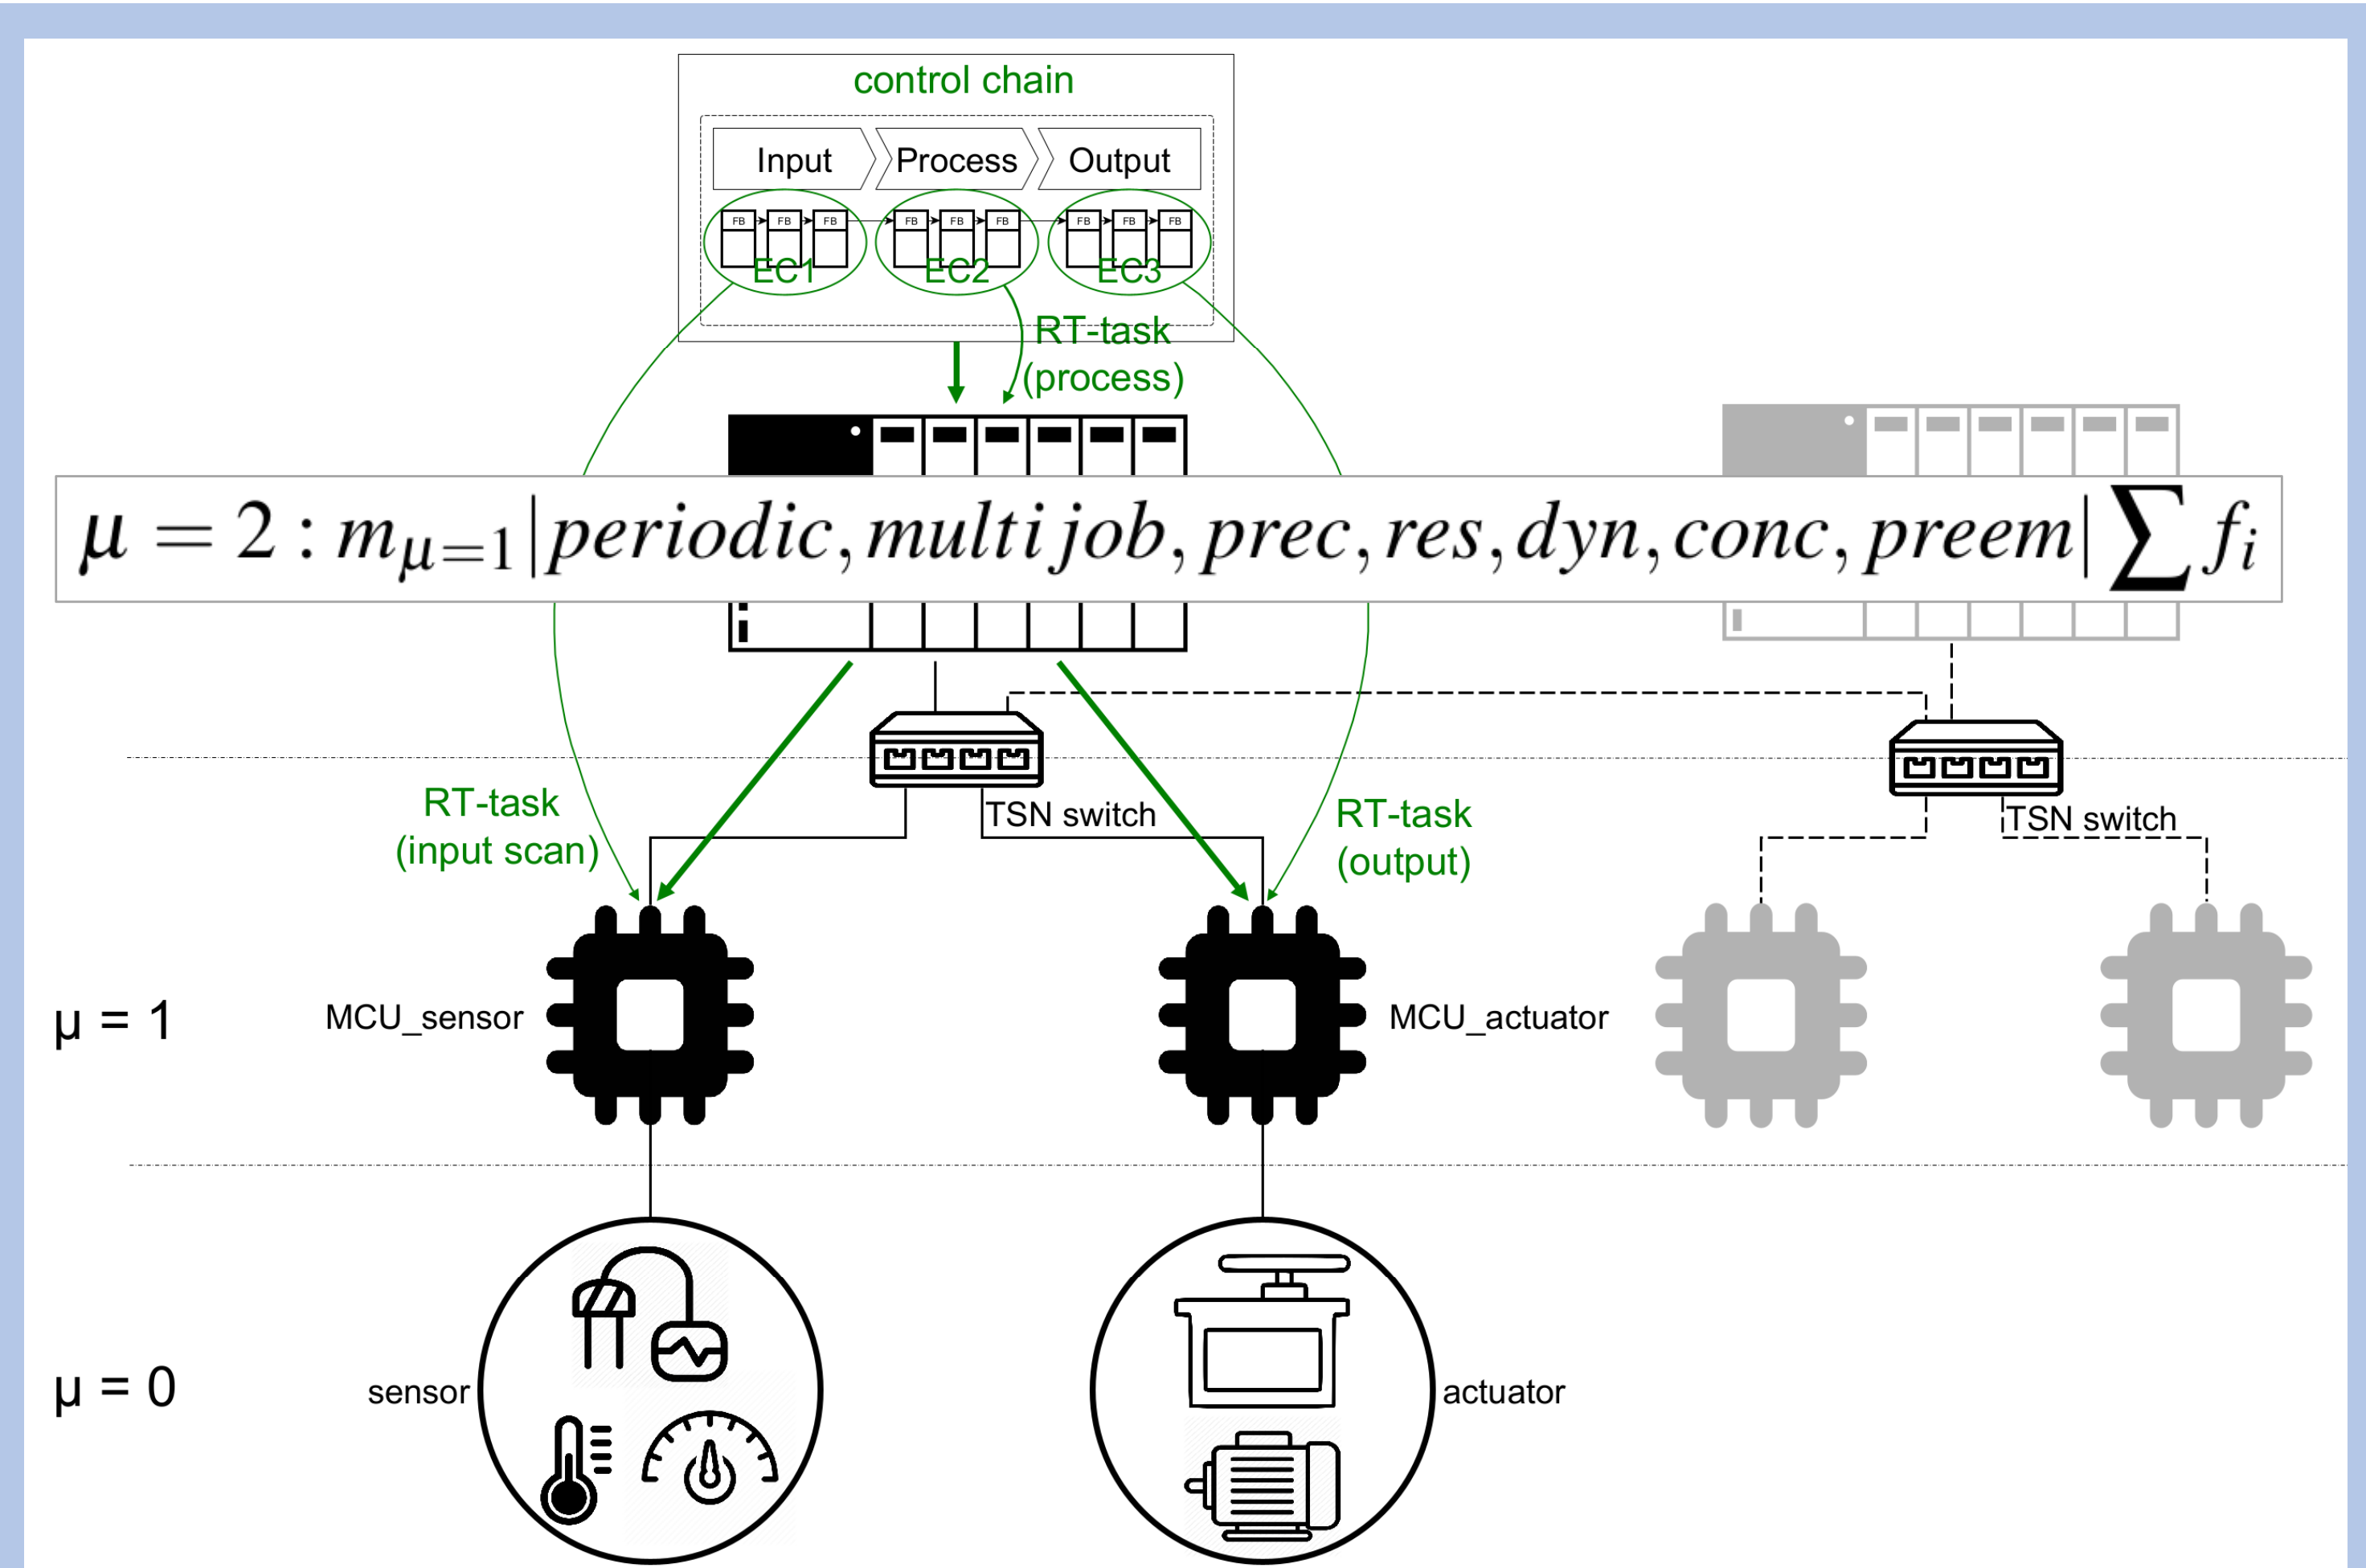 control chain
Input Process Output
FB FB FB FB FB FB FB FB FB
EC1 EC2 EC3
RT-task
(process)
μ = 2 : m_{μ=1}|periodic, multi job, prec, res, dyn, conc, preem| ∑ f_i
RT-task
(input scan)
TSN switch
RT-task
(output)
TSN switch
μ = 1
MCU_sensor
MCU_actuator
μ = 0
sensor
actuator